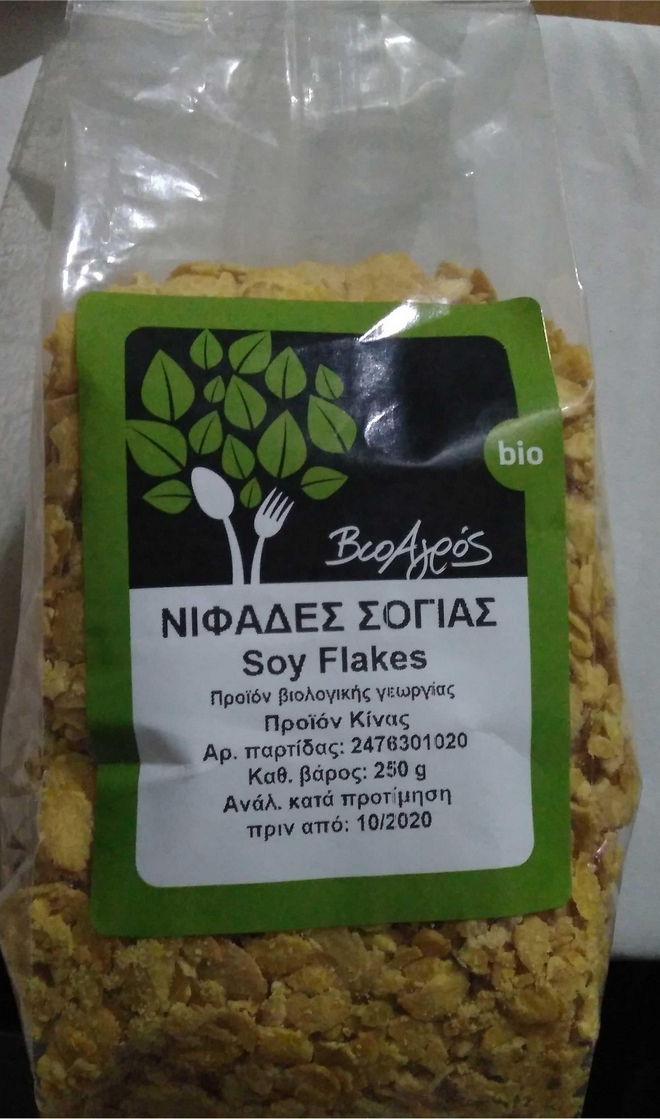 bio
ΒιοΑγρός
ΝΙΦΑΔΕΣ ΣΟΓΙΑΣ
Soy Flakes
Προϊόν βιολογικής γεωργίας
Προϊόν Κίνας
Αρ. παρτίδας: 2476301020
Καθ. βάρος: 250 g
Ανάλ. κατά προτίμηση
πριν από: 10/2020